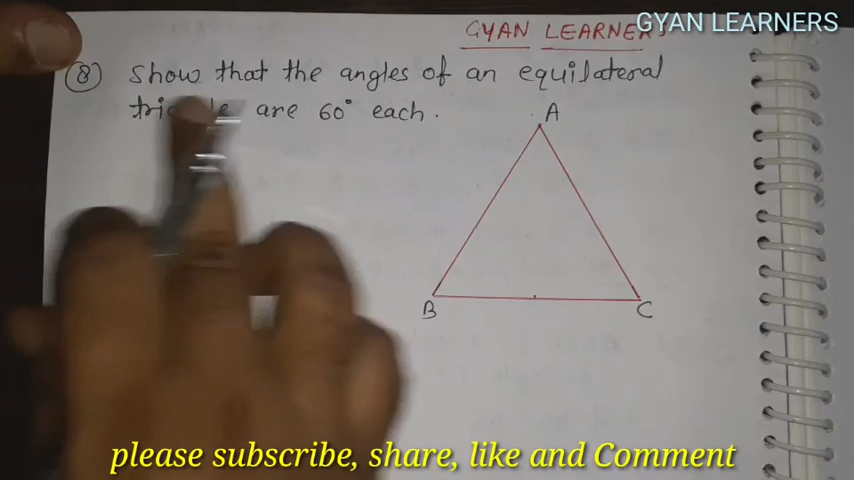 GYAN LEARNERS
GYAN LEARNERS
(8) Show that the angles of an equilateral
are 60° each.
A
B
C
please subscribe, share, like and Comment